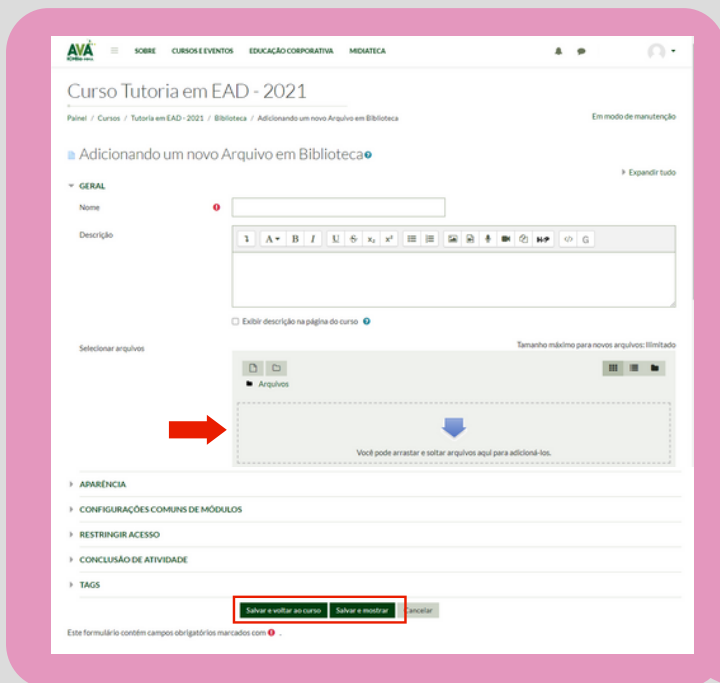 AVA SOBRE CURSOS E EVENTOS EDUCAÇÃO CORPORATIVA MIDIATECA
Curso Tutoria em EAD - 2021
Painel / Cursos / Tutoria em EAD - 2021 / Biblioteca / Adicionando um novo Arquivo em Biblioteca Em modo de manutenção
Adicionando um novo Arquivo em Biblioteca
Expandir tudo
GERAL
Nome
Descrição
A B I U S x₂ x² H-P </> G
Exibir descrição na página do curso
Selecionar arquivos Tamanho máximo para novos arquivos: Ilimitado
Arquivos
Você pode arrastar e soltar arquivos aqui para adicioná-los.
APARÊNCIA
CONFIGURAÇÕES COMUNS DE MÓDULOS
RESTRINGIR ACESSO
CONCLUSÃO DE ATIVIDADE
TAGS
Salvar e voltar ao curso Salvar e mostrar Cancelar
Este formulário contém campos obrigatórios marcados com .